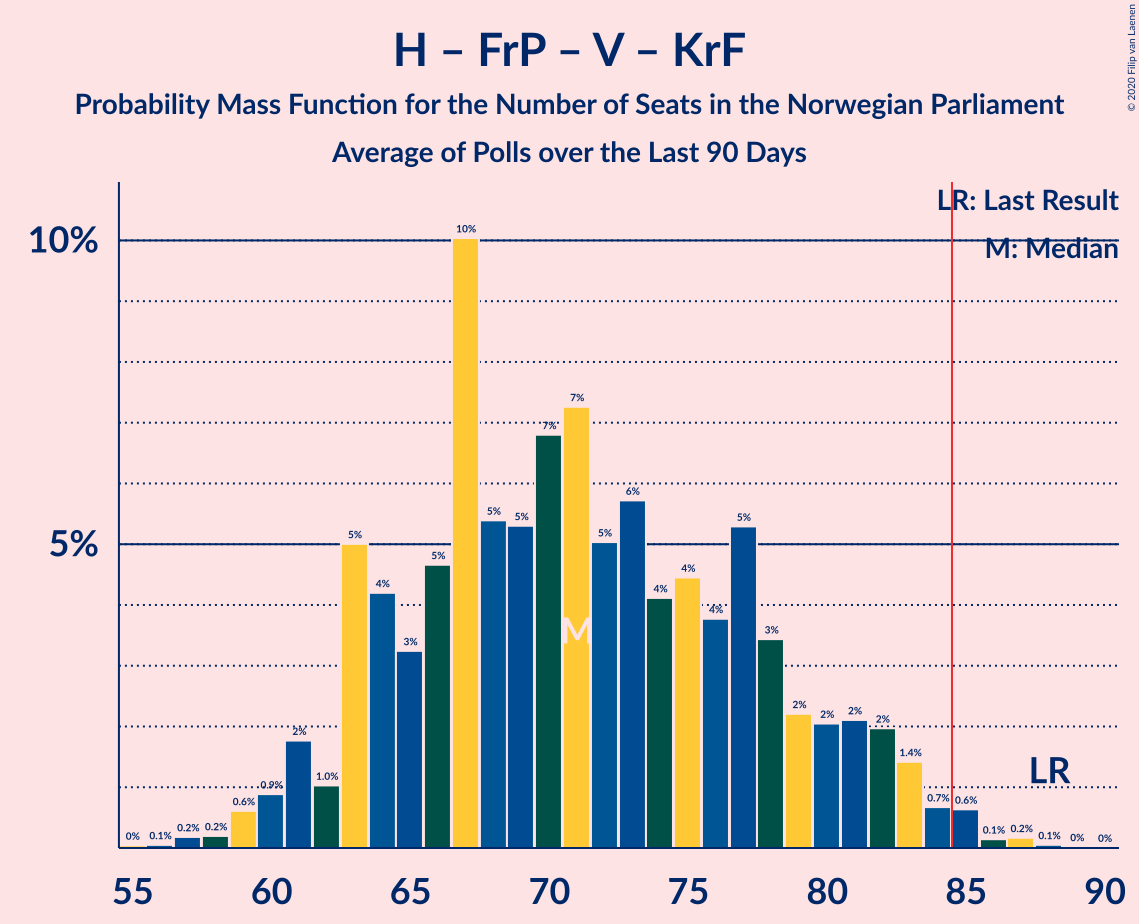 © 2020 Filip van Laenen
H – FrP – V – KrF
Probability Mass Function for the Number of Seats in the Norwegian Parliament
Average of Polls over the Last 90 Days
LR: Last Result
M: Median
10%
5%
0% 0.1% 0.2% 0.2% 0.6% 0.9% 2% 1.0% 5% 4% 3% 5% 10% 5% 5% 7% 7% 5% 6% 4% 4% 4% 5% 3% 2% 2% 2% 2% 1.4% 0.7% 0.6% 0.1% 0.2% 0.1% 0% 0%
M
LR
55 60 65 70 75 80 85 90